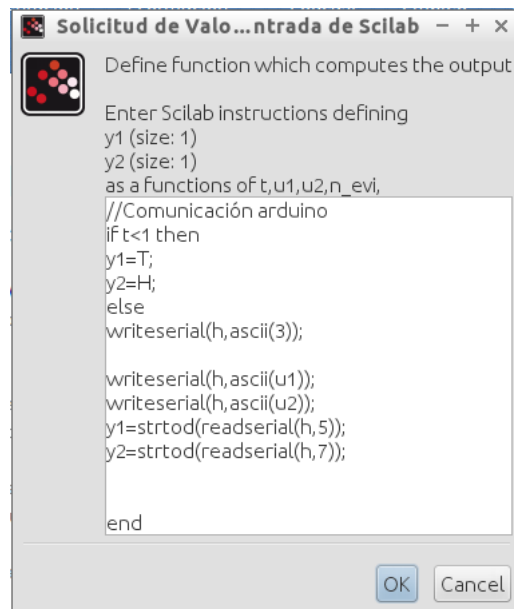 Solicitud de Valo...ntrada de Scilab
Define function which computes the output
Enter Scilab instructions defining
y1 (size: 1)
y2 (size: 1)
as a functions of t,u1,u2,n_evi,
//Comunicación arduino
if t<1 then
y1=T;
y2=H;
else
writeserial(h,ascii(3));
writeserial(h,ascii(u1));
writeserial(h,ascii(u2));
y1=strtod(readserial(h,5));
y2=strtod(readserial(h,7));
end
OK
Cancel